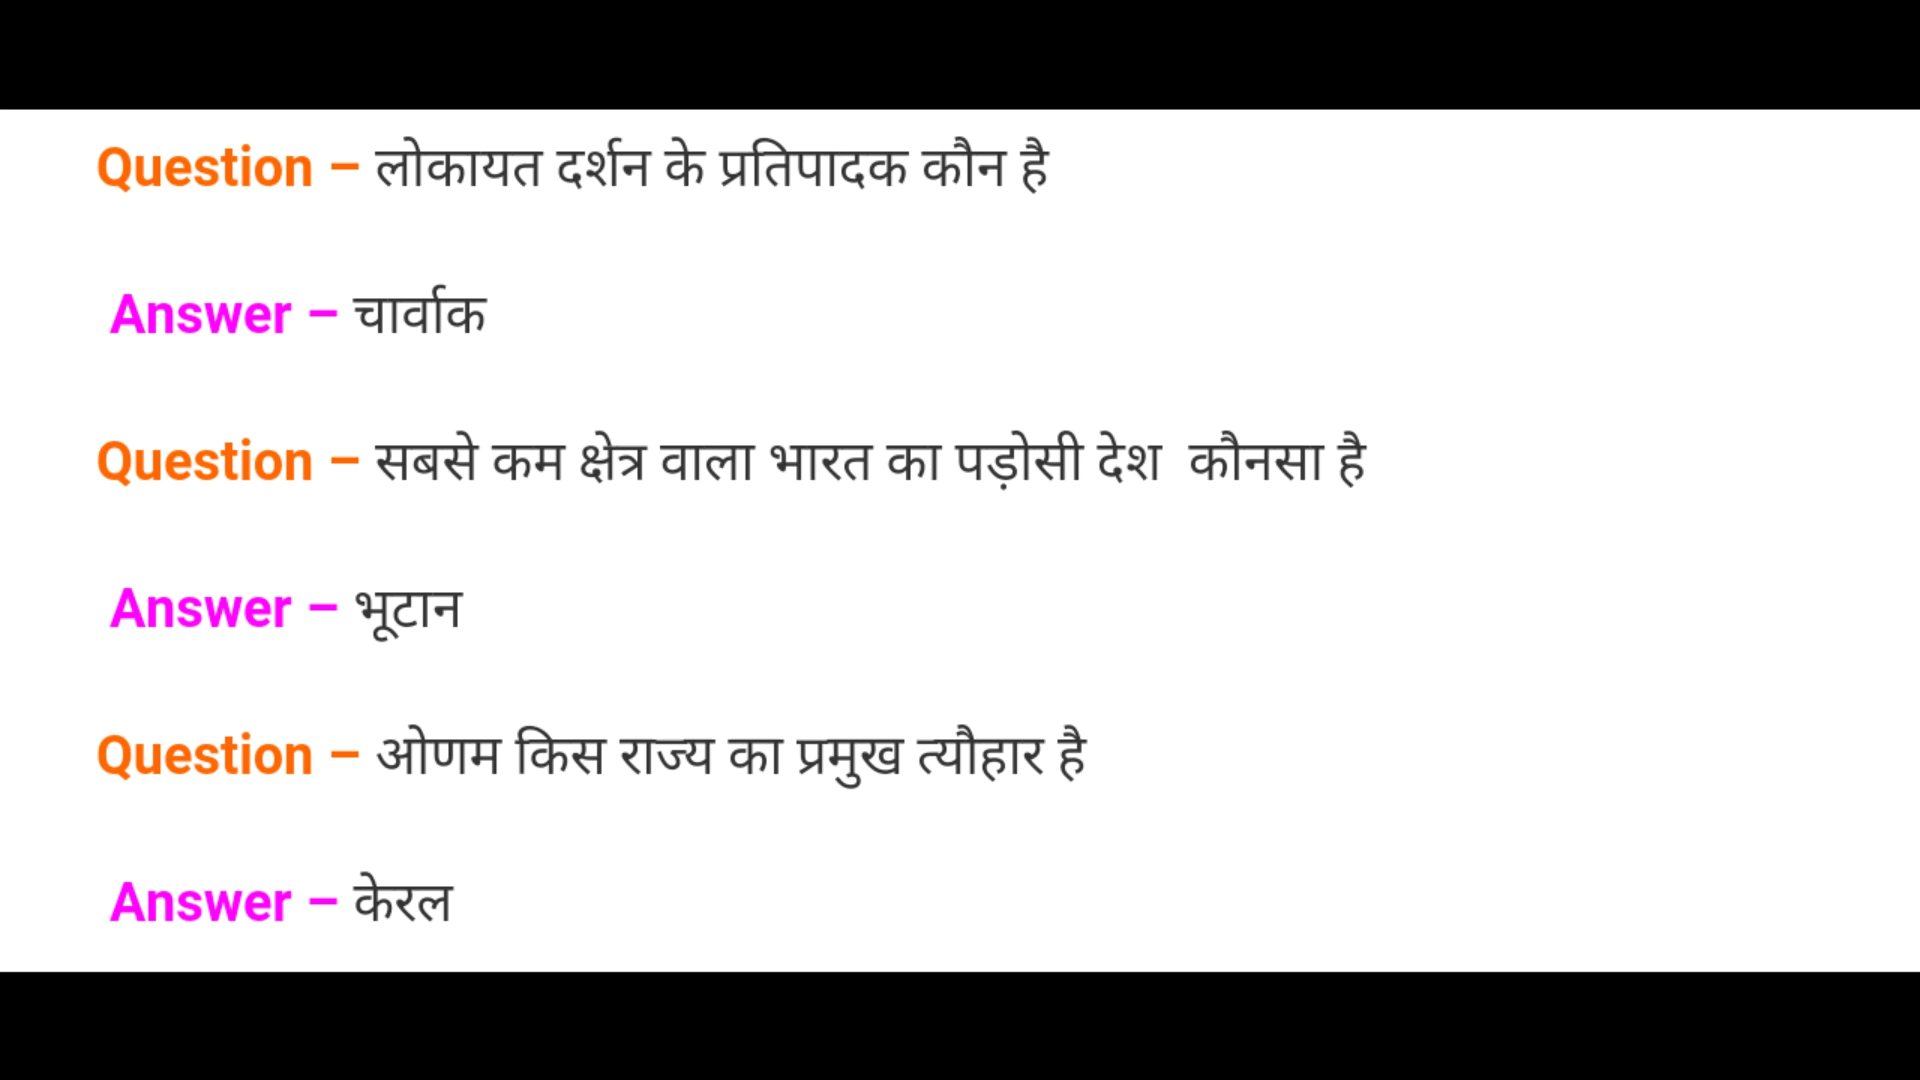 Question – लोकायत दर्शन के प्रतिपादक कौन है
Answer – चार्वाक
Question – सबसे कम क्षेत्र वाला भारत का पड़ोसी देश  कौनसा है
Answer – भूटान
Question – ओणम किस राज्य का प्रमुख त्यौहार है
Answer – केरल